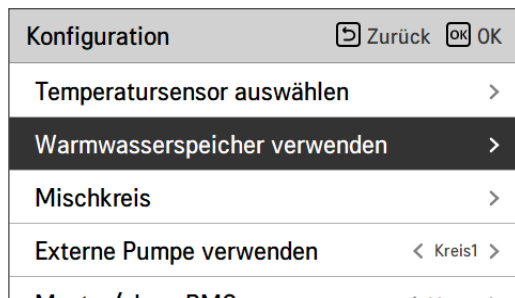 Konfiguration Zurück OK OK
Temperatursensor auswählen
Warmwasserspeicher verwenden
Mischkreis
Externe Pumpe verwenden Kreis1